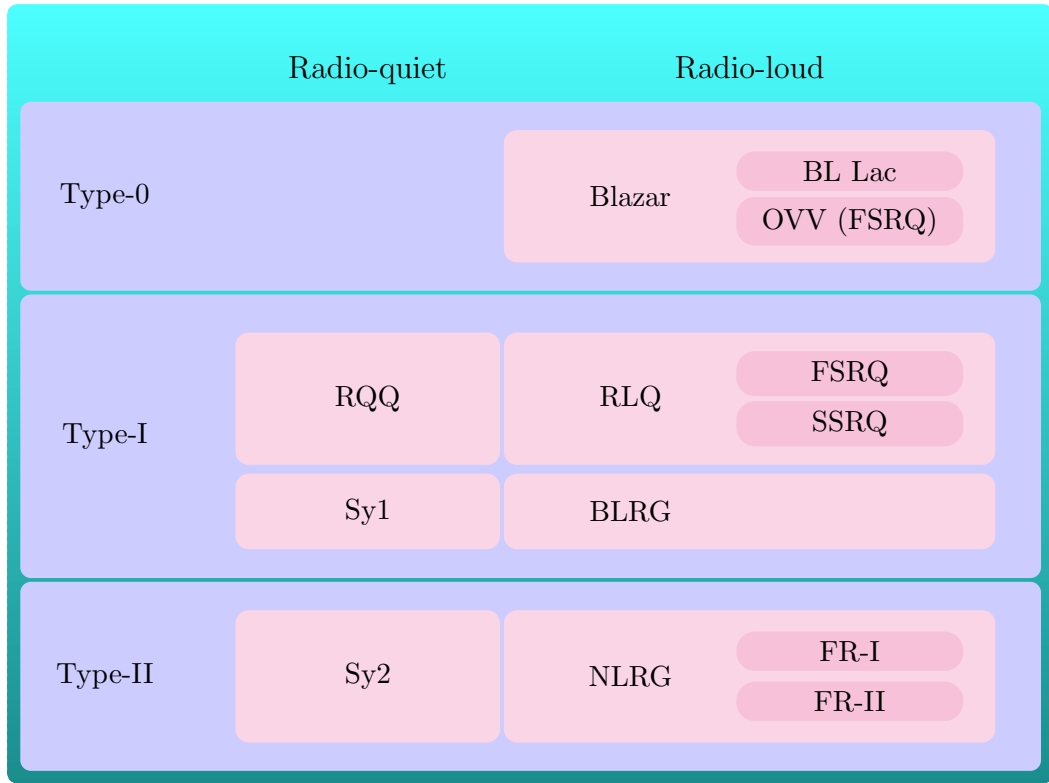 Radio-quiet Radio-loud
Type-0
Blazar
BL Lac
OVV (FSRQ)
Type-I
RQQ
RLQ
FSRQ
SSRQ
Sy1
BLRG
Type-II
Sy2
NLRG
FR-I
FR-II